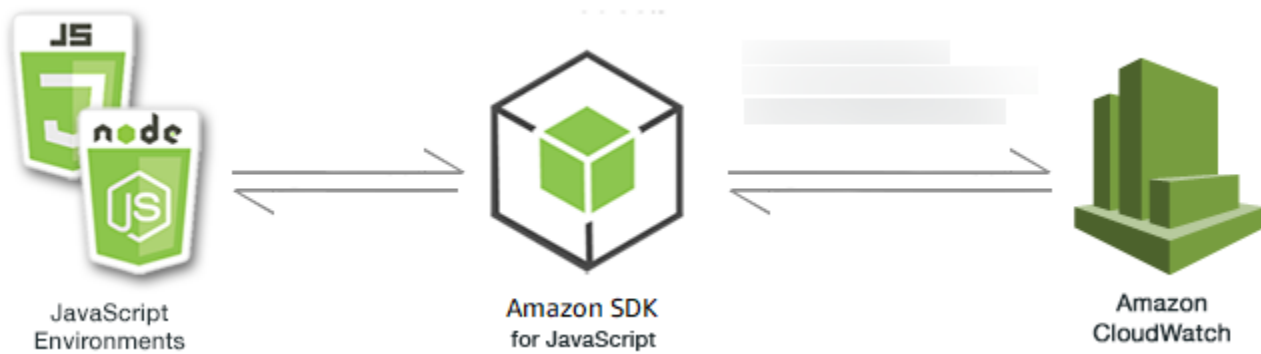 JS
node
JS
JavaScript
Environments
Amazon SDK
for JavaScript
Amazon
CloudWatch